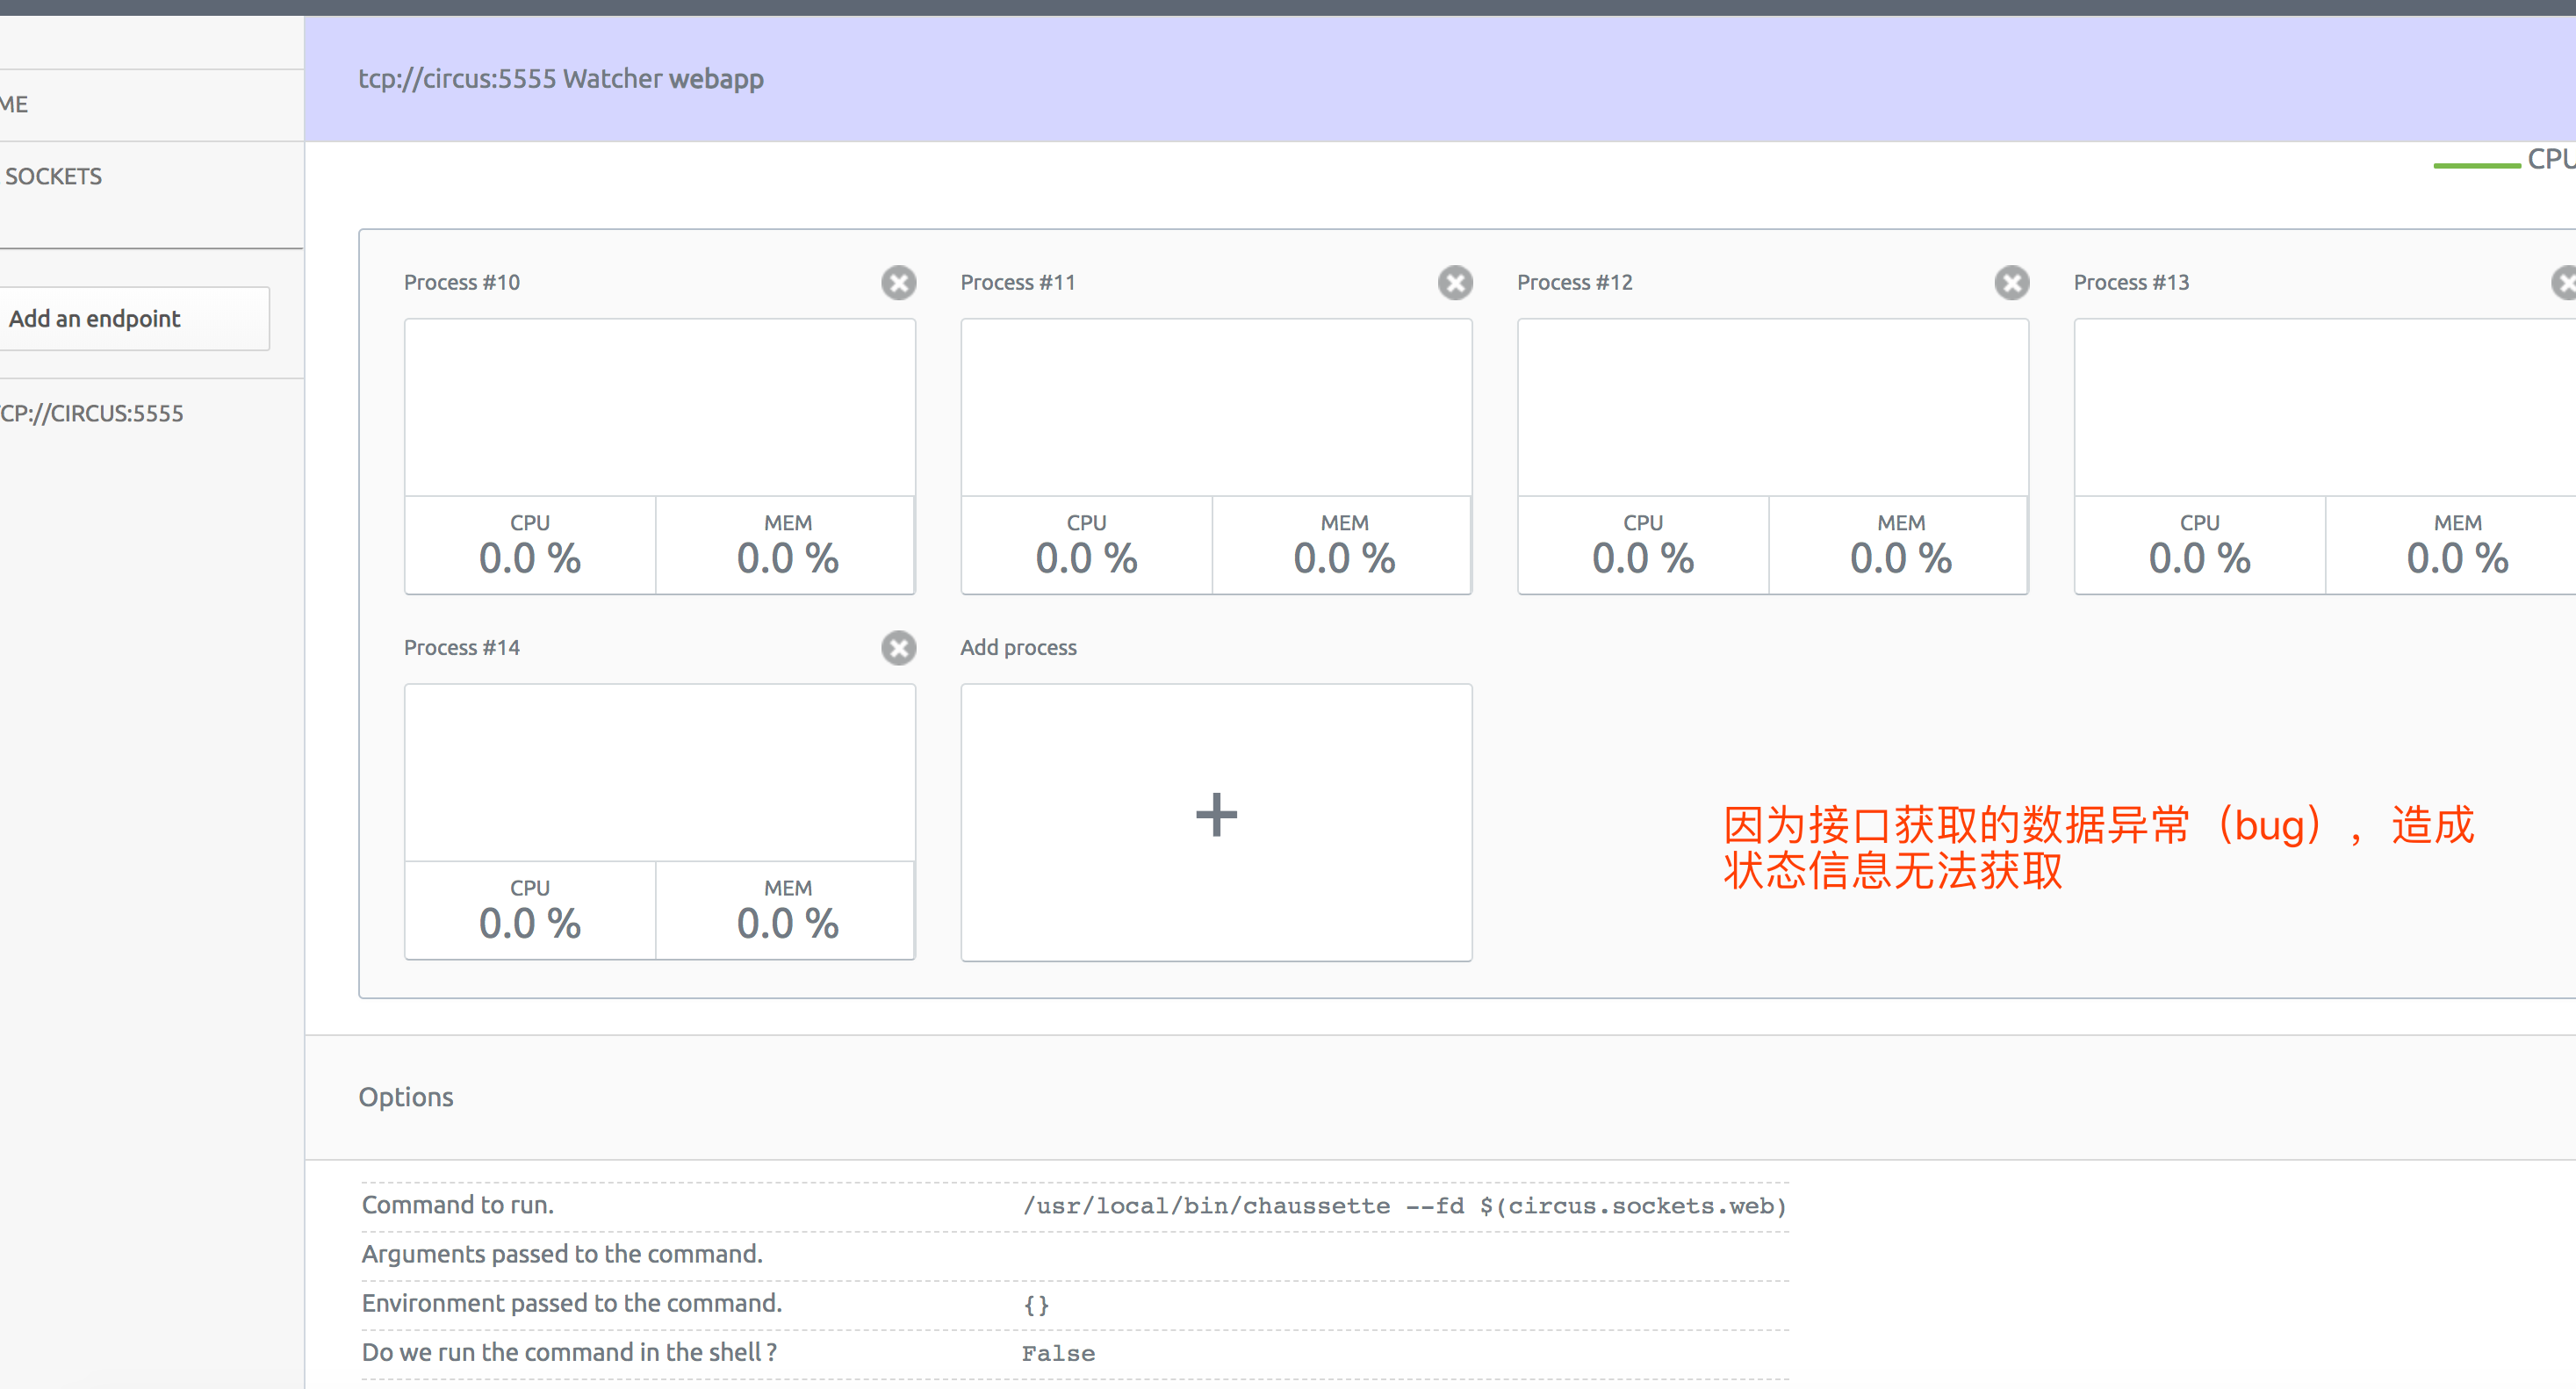 tcp://circus:5555 Watcher webapp
ME
SOCKETS
CPU
Add an endpoint
TCP://CIRCUS:5555
Process #10
Process #11
Process #12
Process #13
CPU MEM CPU MEM CPU MEM CPU MEM
0.0 % 0.0 % 0.0 % 0.0 % 0.0 % 0.0 % 0.0 % 0.0 %
Process #14
Add process
CPU MEM
0.0 % 0.0 %
+
因为接口获取的数据异常（bug），造成
状态信息无法获取
Options
Command to run. /usr/local/bin/chaussette --fd $(circus.sockets.web)
Arguments passed to the command.
Environment passed to the command. {}
Do we run the command in the shell ? False